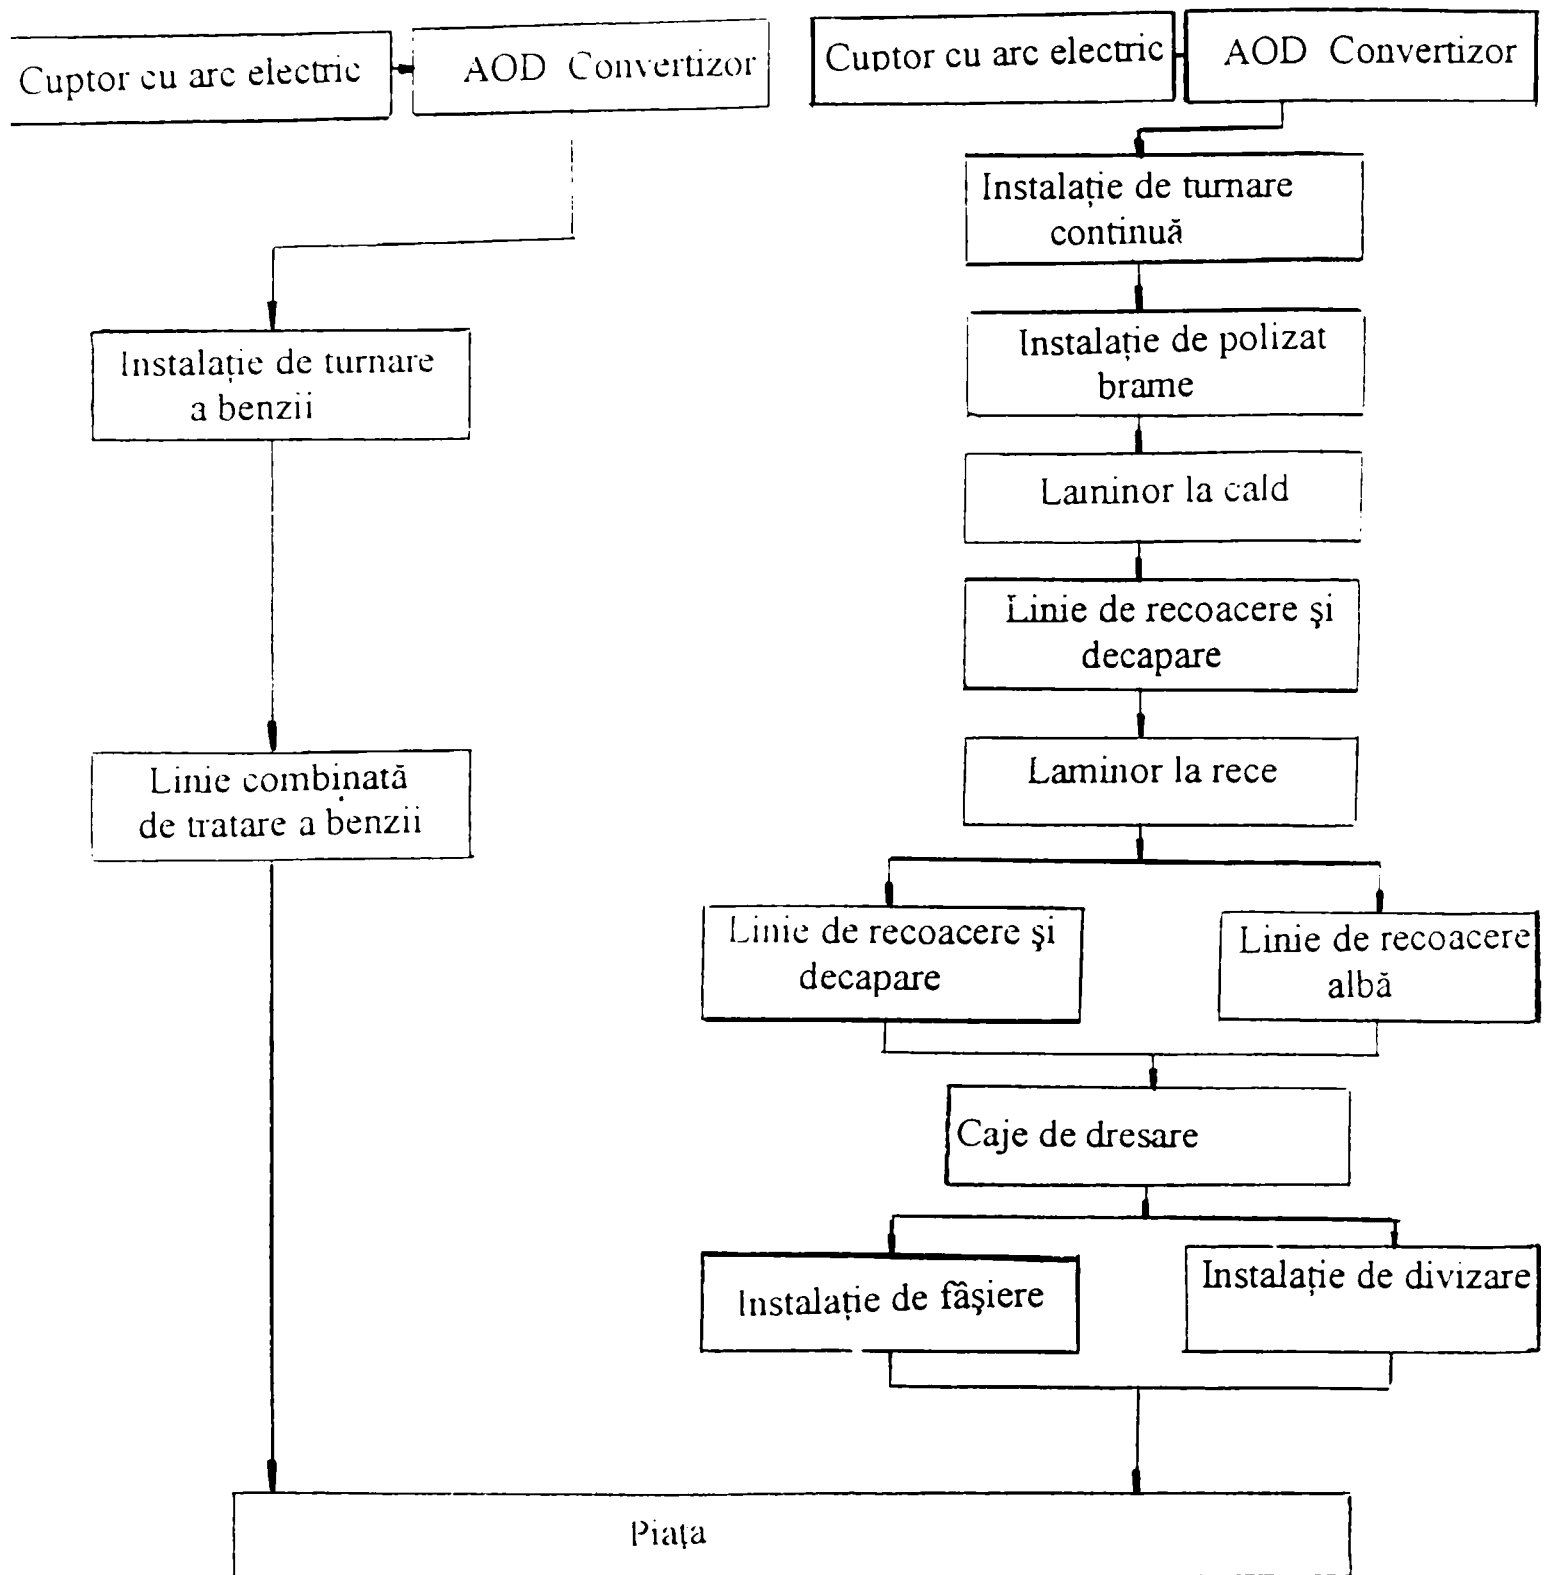 Cuptor cu arc electric
AOD Convertizor
Instalație de turnare
a benzii
Linie combinată
de tratare a benzii
Cuptor cu arc electric
AOD Convertizor
Instalație de turnare
continuă
Instalație de polizat
brame
Laminor la cald
Linie de recoacere și
decapare
Laminor la rece
Linie de recoacere și
decapare
Linie de recoacere
albă
Caje de dresare
Instalație de fâșiere
Instalație de divizare
Piața